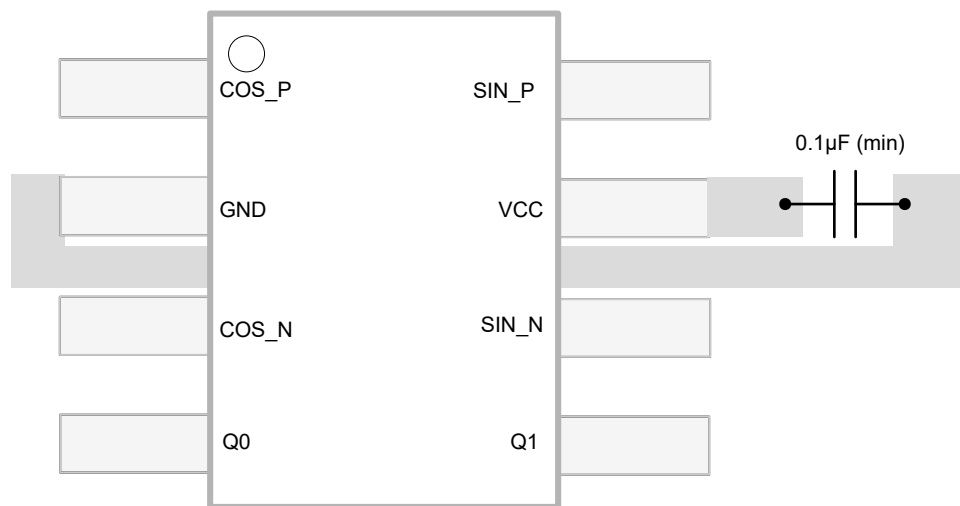 COS_P
SIN_P
0.1µF (min)
GND
VCC
COS_N
SIN_N
Q0
Q1